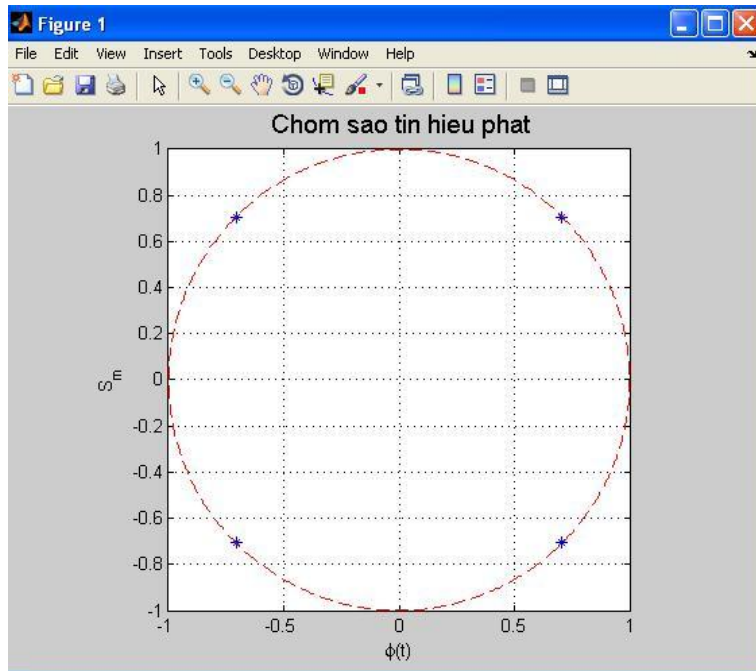 Figure 1
File Edit View Insert Tools Desktop Window Help
Chom sao tin hieu phat
1
0.8
0.6
0.4
0.2
0
-0.2
-0.4
-0.6
-0.8
-1
S_m
-1 -0.5 0 0.5 1
ϕ(t)